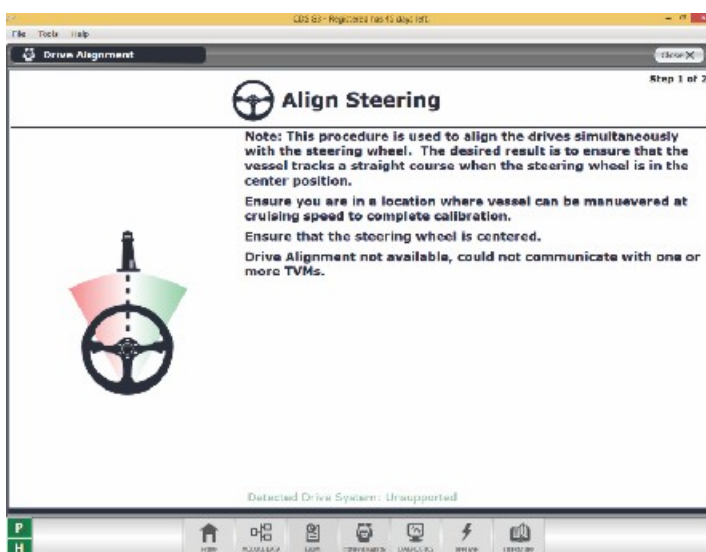 CDS G3 - Registered has 45 days left.
File Tools Help
Drive Alignment
Close X
Step 1 of 2
Align Steering
Note: This procedure is used to align the drives simultaneously
with the steering wheel. The desired result is to ensure that the
vessel tracks a straight course when the steering wheel is in the
center position.
Ensure you are in a location where vessel can be manuevered at
cruising speed to complete calibration.
Ensure that the steering wheel is centered.
Drive Alignment not available, could not communicate with one or
more TVMs.
Detected Drive System: Unsupported
P
H
HOME MODULE DATA DIAGNOSTICS